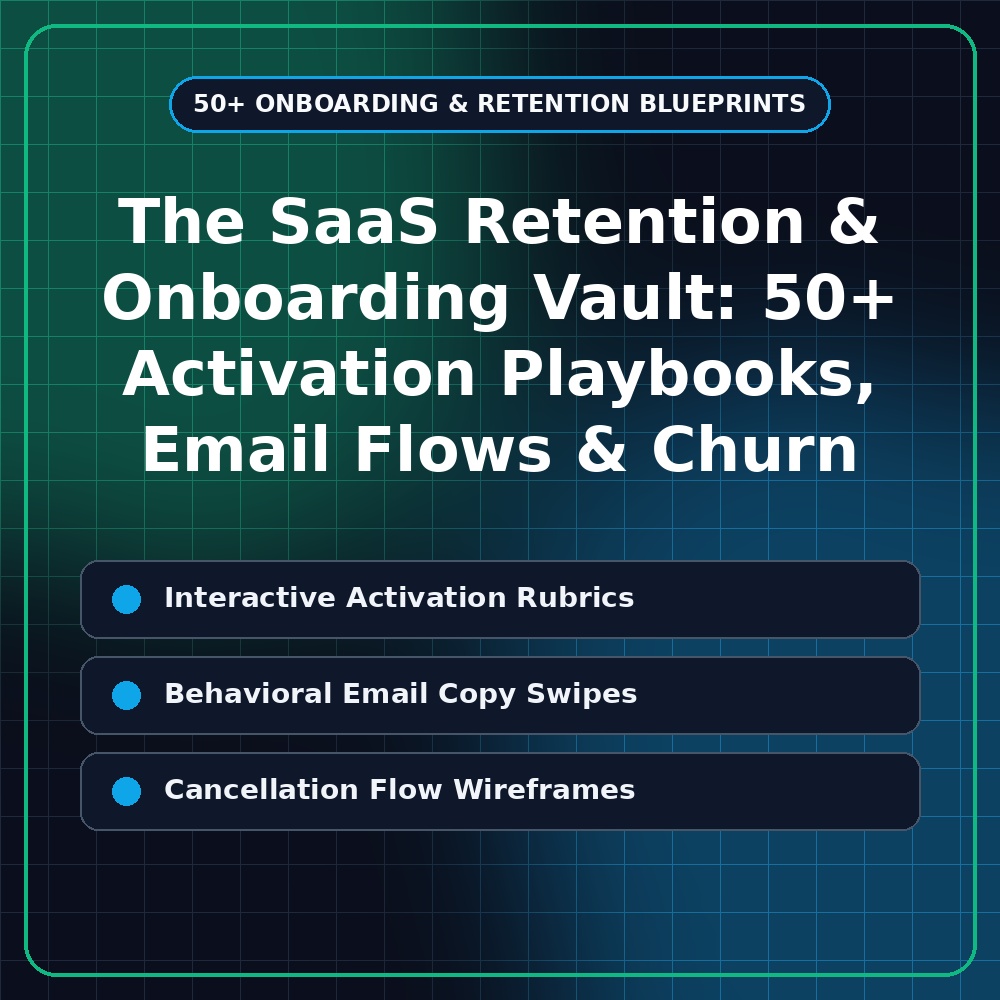 50+ ONBOARDING & RETENTION BLUEPRINTS
The SaaS Retention &
Onboarding Vault: 50+
Activation Playbooks,
Email Flows & Churn
Interactive Activation Rubrics
Behavioral Email Copy Swipes
Cancellation Flow Wireframes